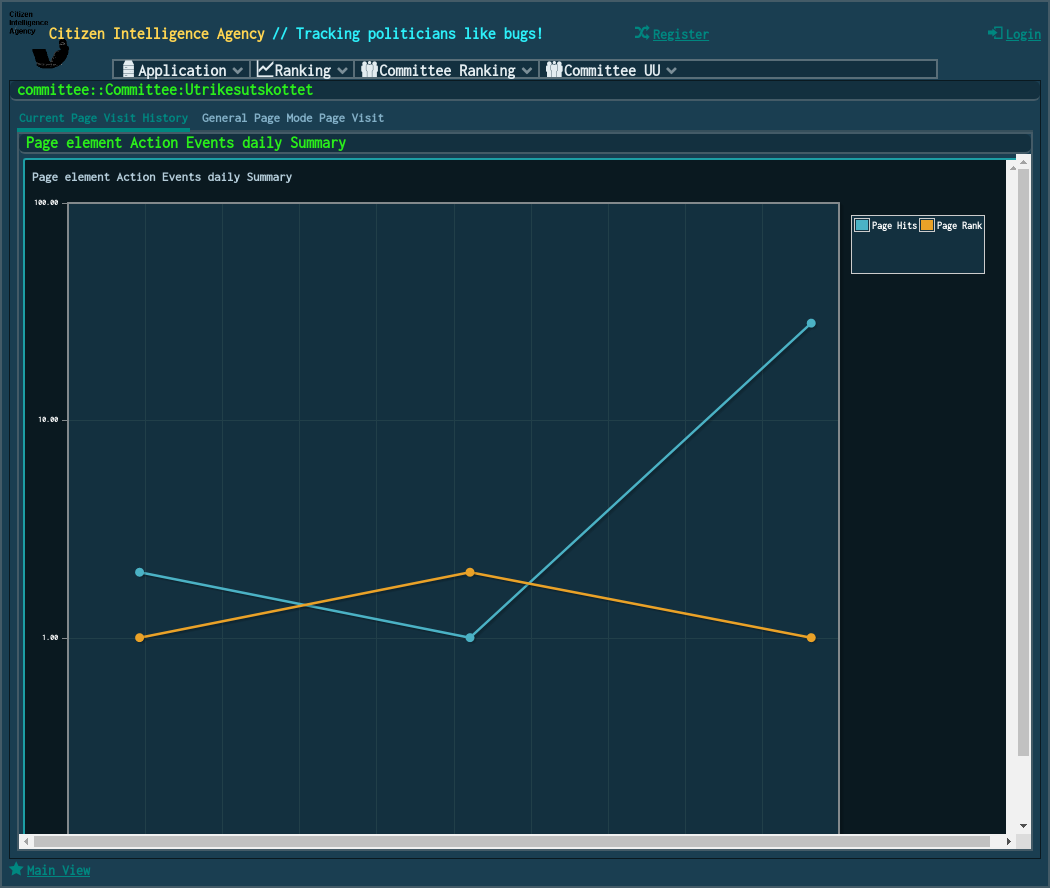 Citizen
Intelligence
Agency
Citizen Intelligence Agency // Tracking politicians like bugs!
Register
Login
Application
Ranking
Committee Ranking
Committee UU
committee::Committee:Utrikesutskottet
Current Page Visit History
General Page Mode Page Visit
Page element Action Events daily Summary
Page element Action Events daily Summary
100.00
Page Hits
Page Rank
10.00
1.00
Main View